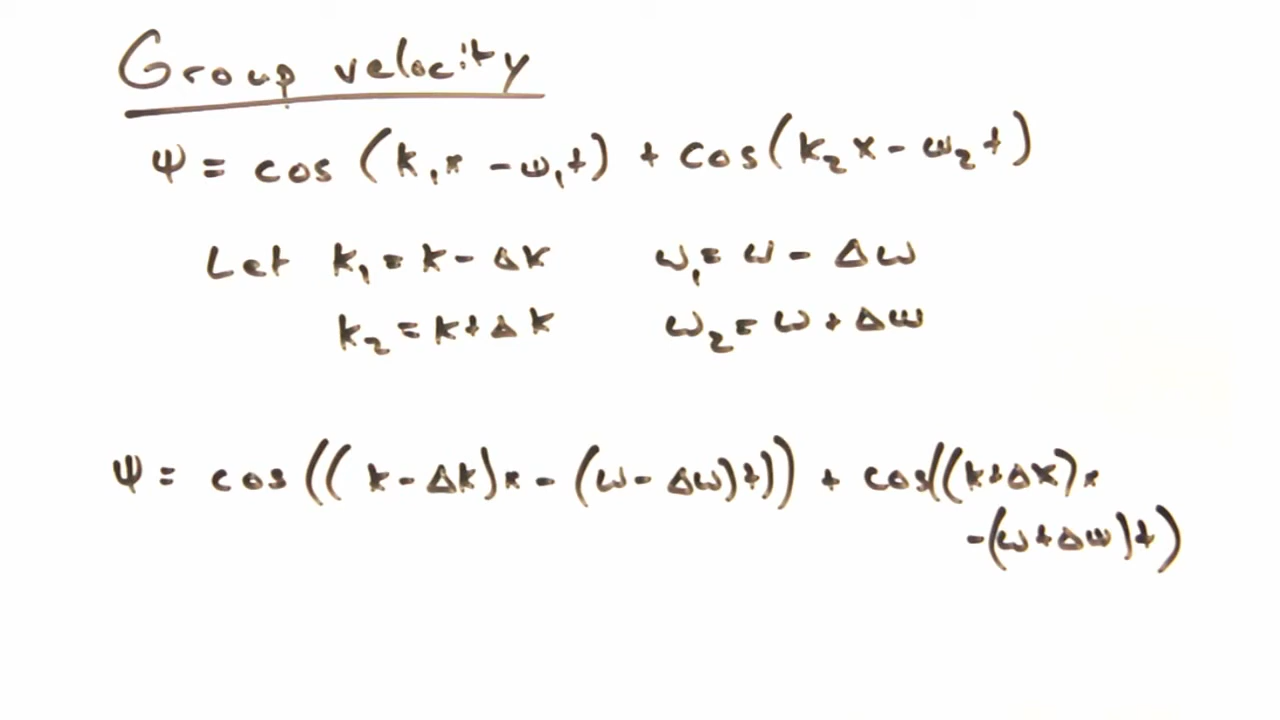 Group velocity
ψ = cos (k₁x - ω₁t) + cos(k₂x - ω₂t)
Let k₁ = k - Δk ω₁ = ω - Δω
k₂ = k + Δk ω₂ = ω + Δω
ψ = cos((k - Δk)x - (ω - Δω)t)) + cos((k+Δk)x
-(ω+Δω)t)